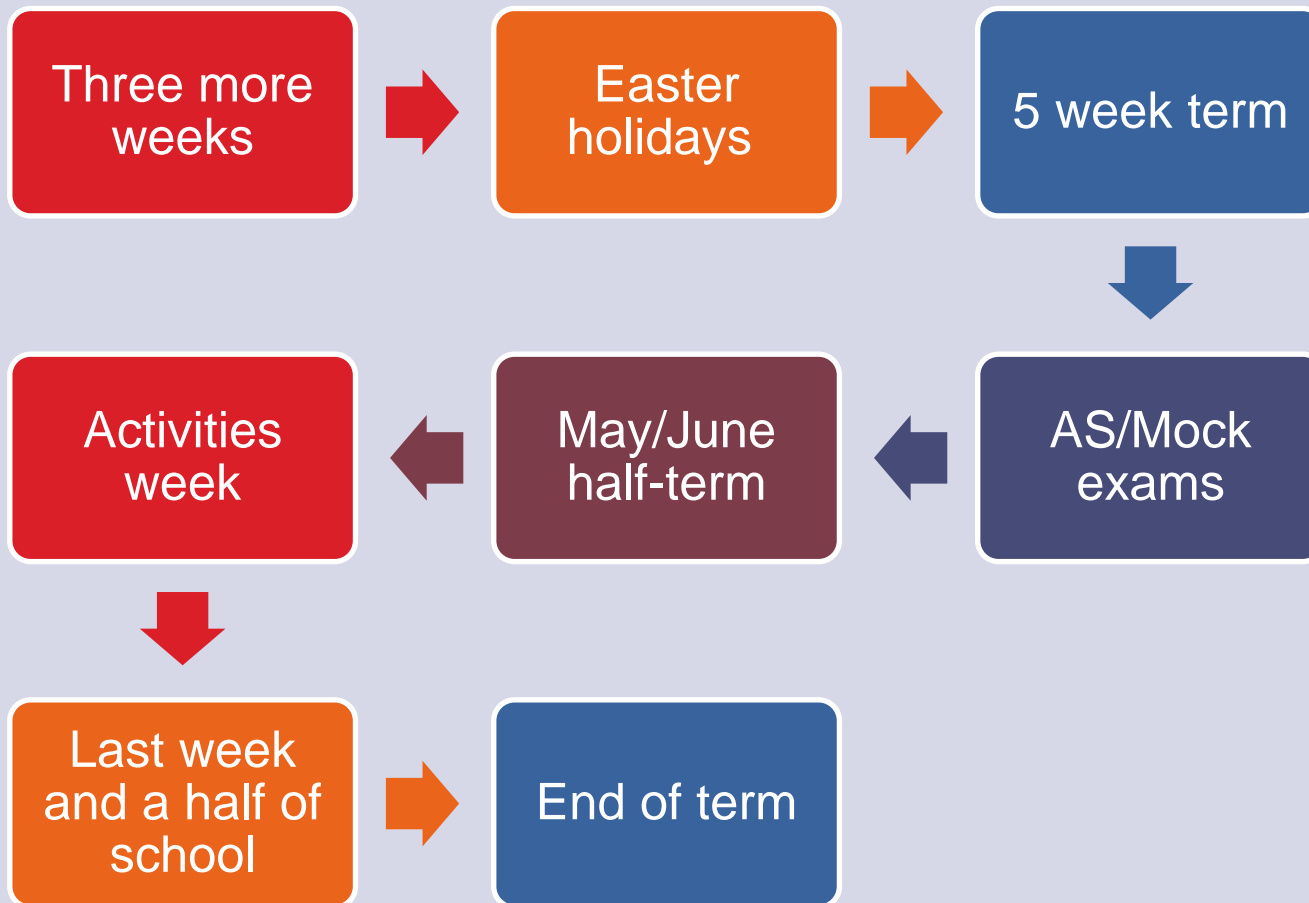 Three more
weeks
Easter
holidays
5 week term
AS/Mock
exams
May/June
half-term
Activities
week
Last week
and a half of
school
End of term